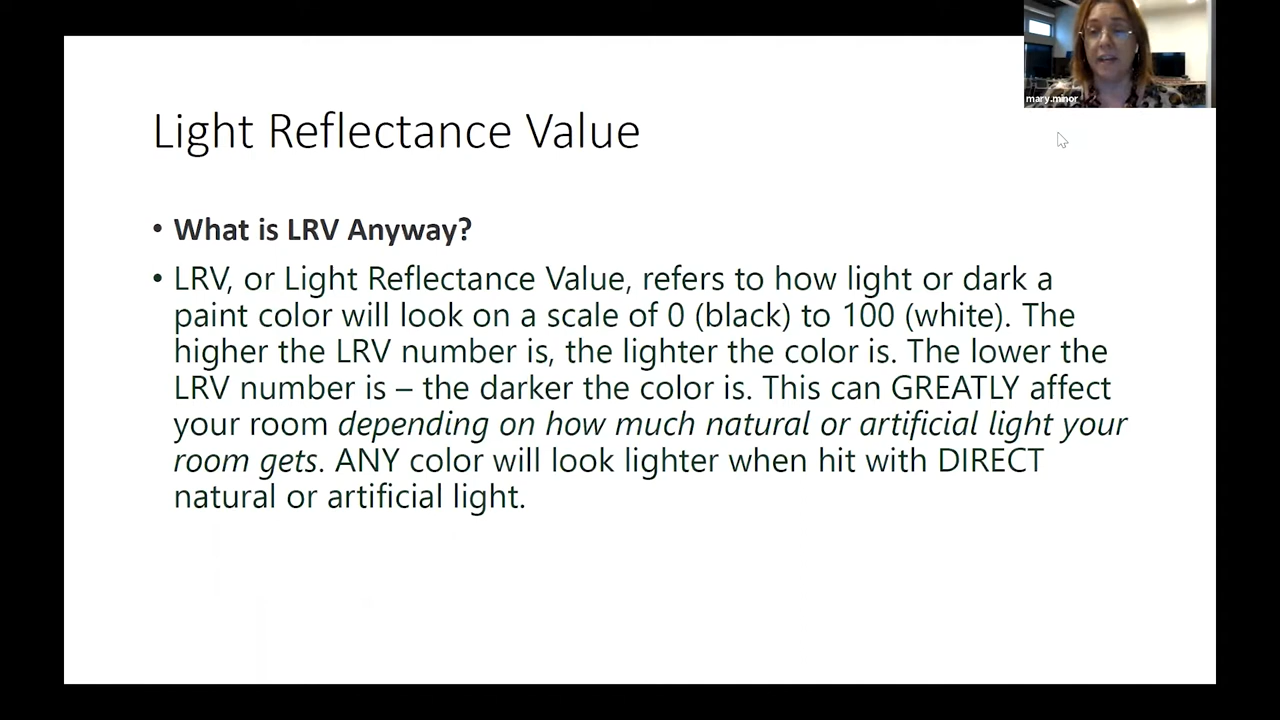 mary.minor
Light Reflectance Value
• What is LRV Anyway?
• LRV, or Light Reflectance Value, refers to how light or dark a
paint color will look on a scale of 0 (black) to 100 (white). The
higher the LRV number is, the lighter the color is. The lower the
LRV number is – the darker the color is. This can GREATLY affect
your room depending on how much natural or artificial light your
room gets. ANY color will look lighter when hit with DIRECT
natural or artificial light.